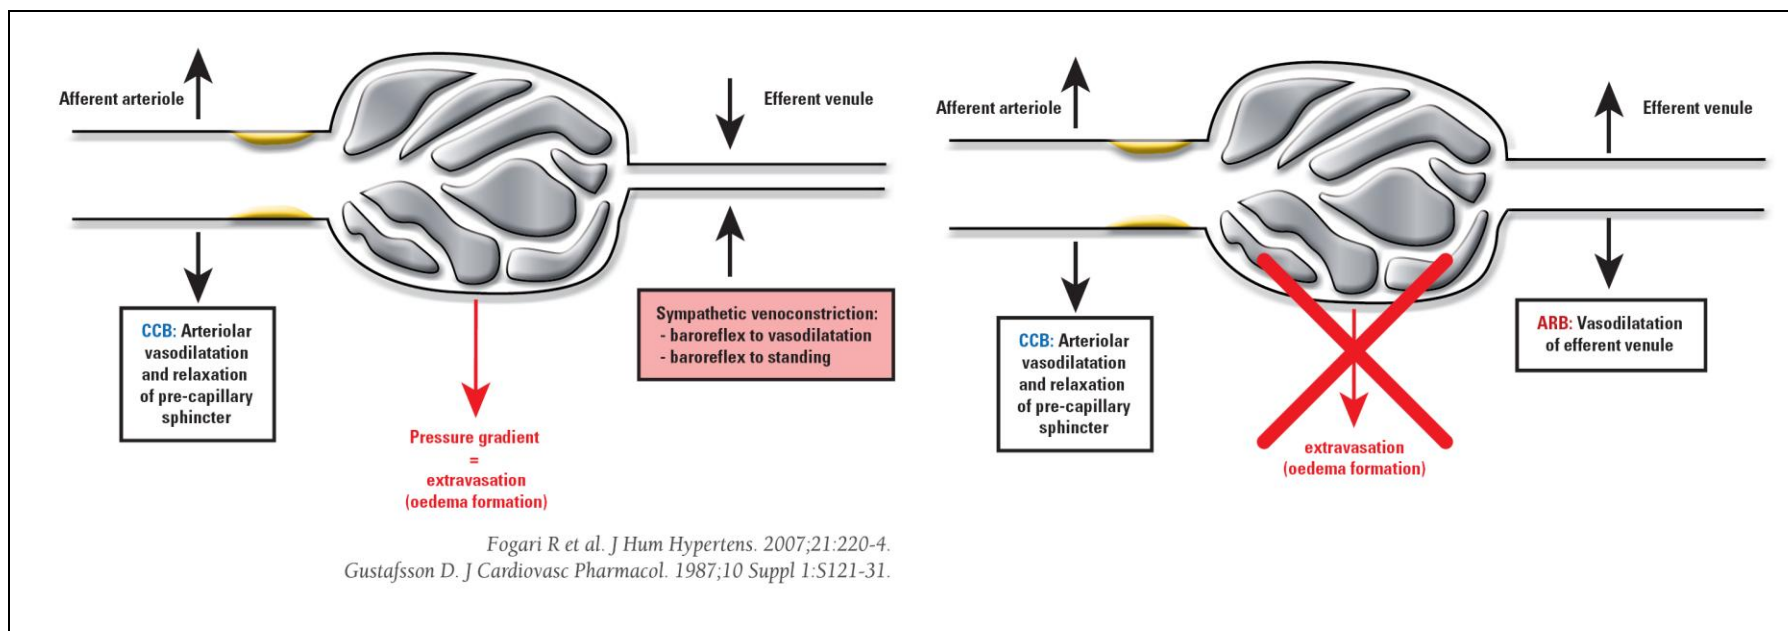 Afferent arteriole
Efferent venule
CCB: Arteriolar
vasodilatation
and relaxation
of pre-capillary
sphincter
Sympathetic venoconstriction:
- baroreflex to vasodilatation
- baroreflex to standing
Pressure gradient
=
extravasation
(oedema formation)
Fogari R et al. J Hum Hypertens. 2007;21:220-4.
Gustafsson D. J Cardiovasc Pharmacol. 1987;10 Suppl 1:S121-31.
Afferent arteriole
Efferent venule
CCB: Arteriolar
vasodilatation
and relaxation
of pre-capillary
sphincter
ARB: Vasodilatation
of efferent venule
extravasation
(oedema formation)